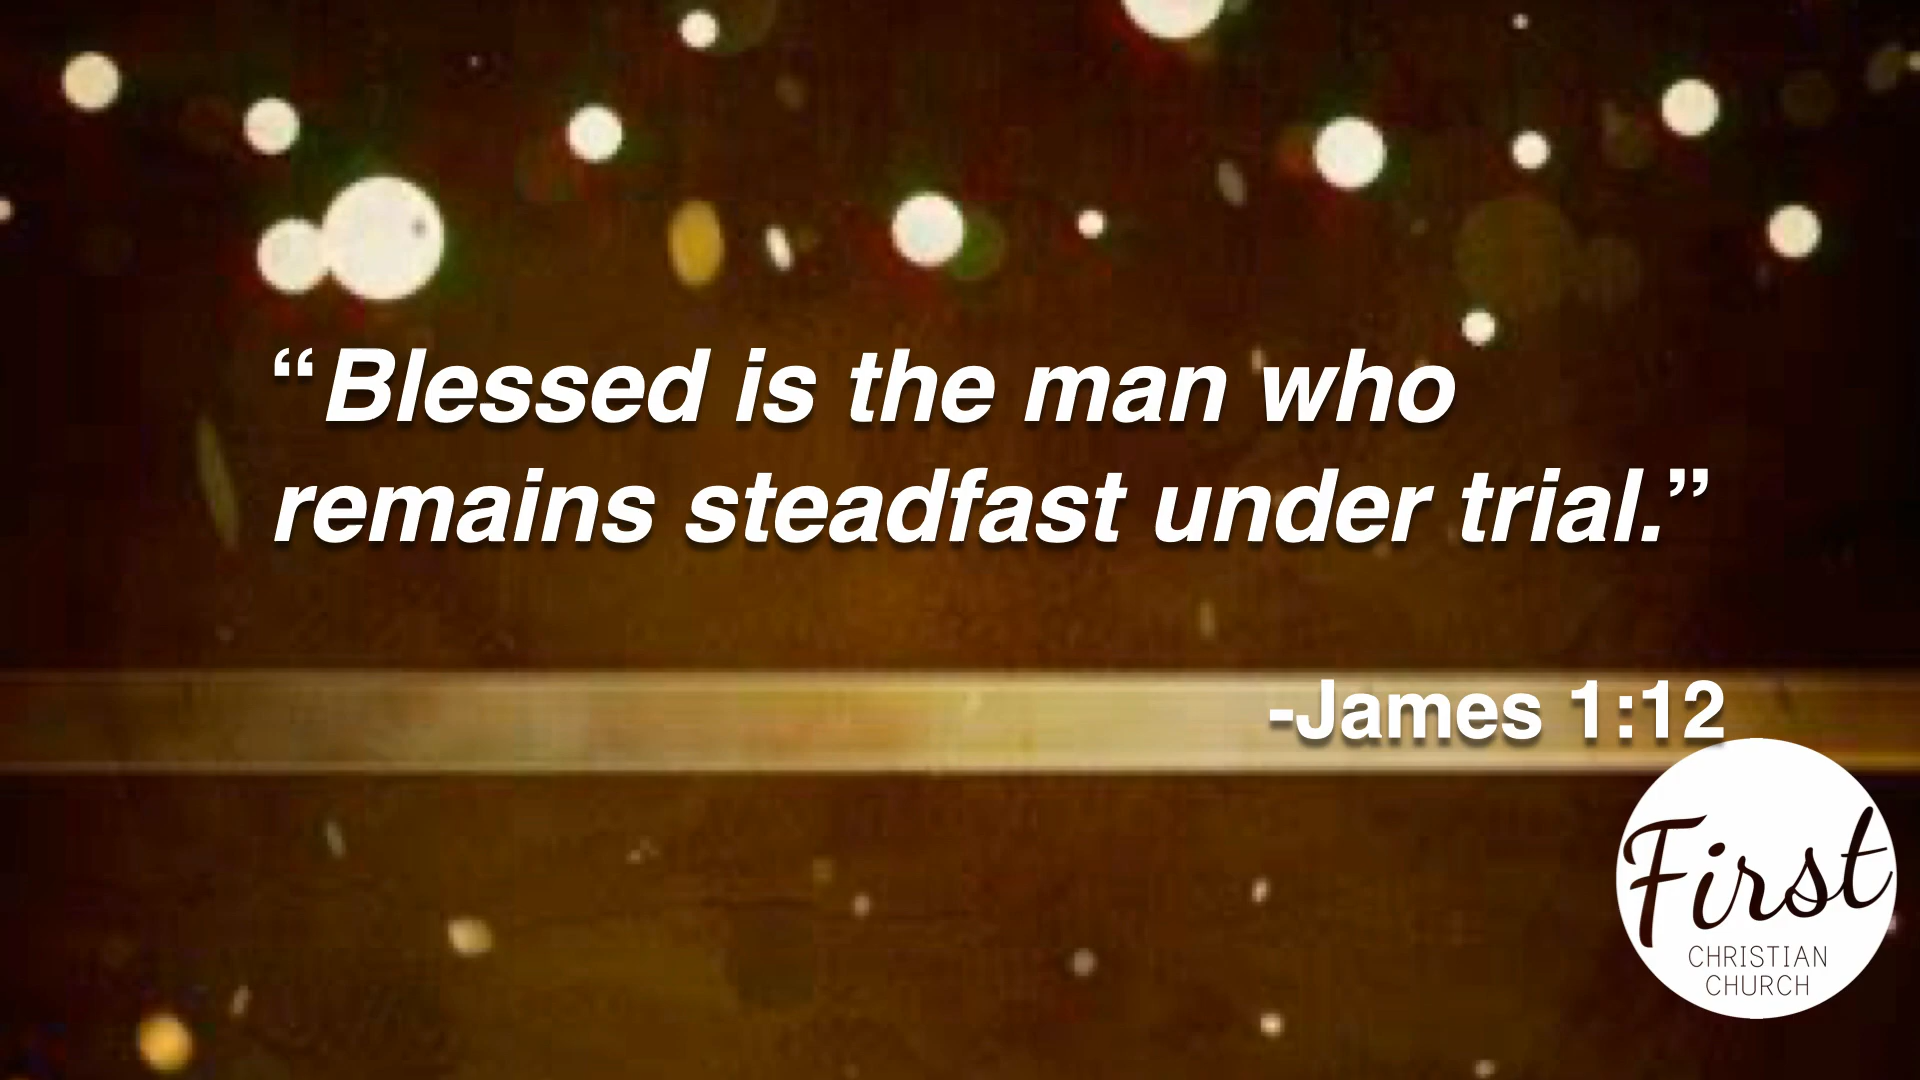 “Blessed is the man who
remains steadfast under trial.”
-James 1:12
First
CHRISTIAN
CHURCH